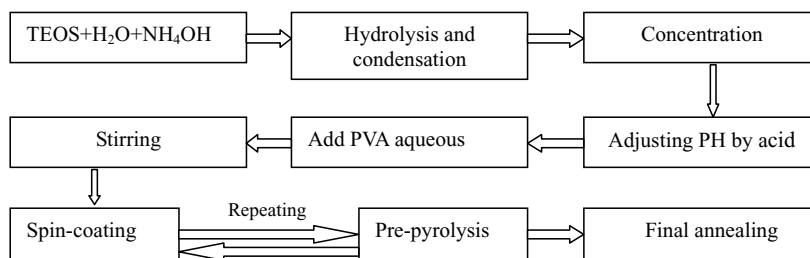 TEOS+H₂O+NH₄OH
Hydrolysis and
condensation
Concentration
Adjusting PH by acid
Add PVA aqueous
Stirring
Spin-coating
Repeating
Pre-pyrolysis
Final annealing